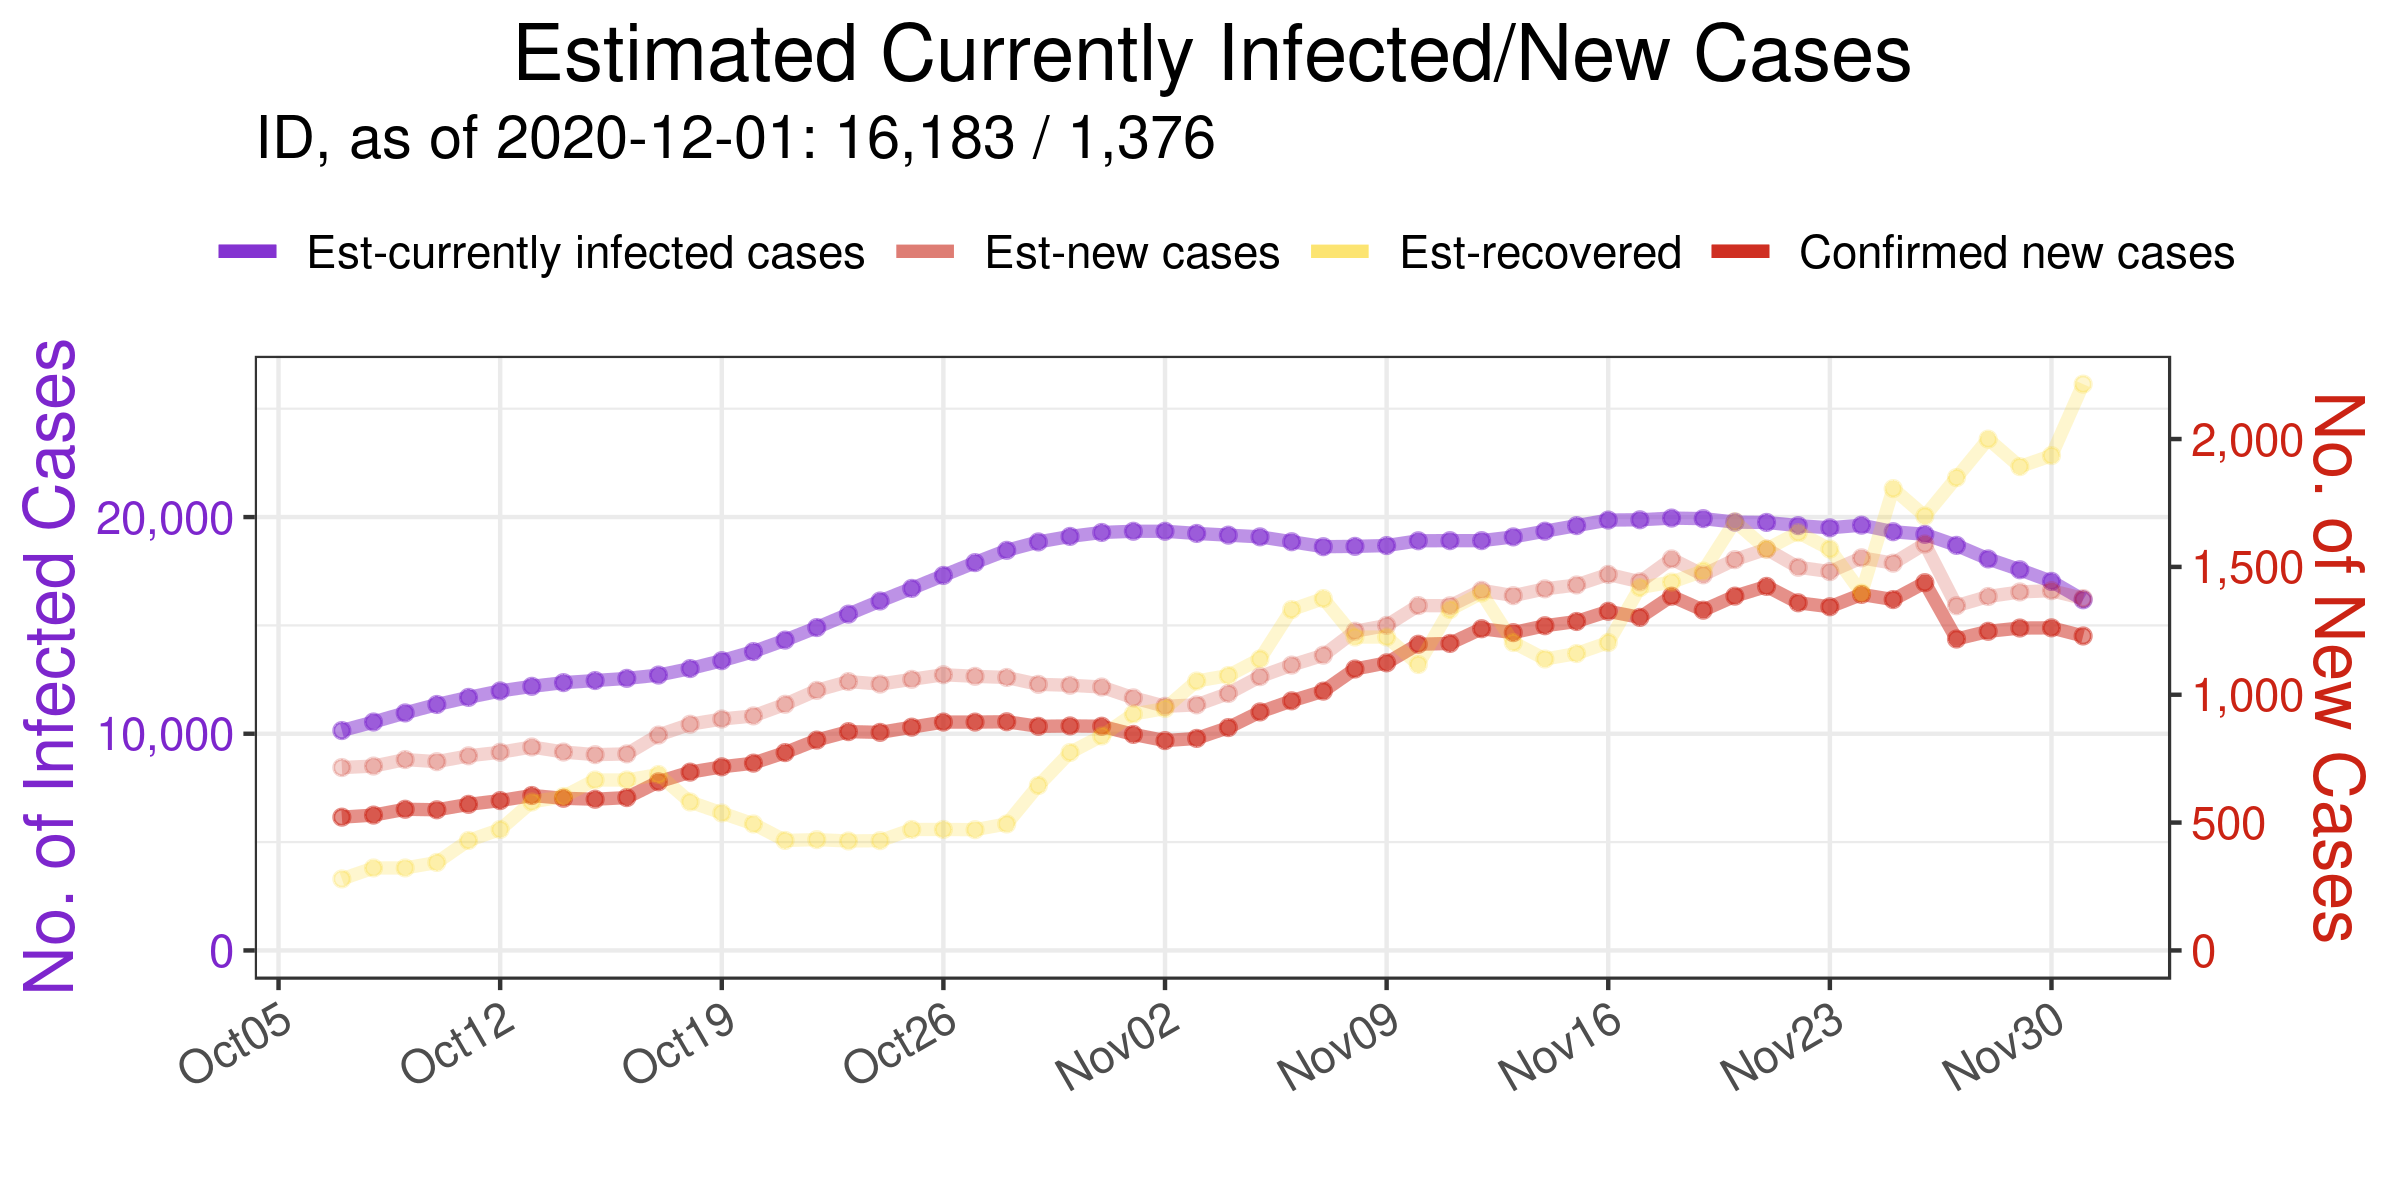 Estimated Currently Infected/New Cases
ID, as of 2020-12-01: 16,183 / 1,376
Est-currently infected cases Est-new cases Est-recovered Confirmed new cases
No. of Infected Cases
20,000
10,000
0
2,000
1,500
1,000
500
0
No. of New Cases
Oct05 Oct12 Oct19 Oct26 Nov02 Nov09 Nov16 Nov23 Nov30